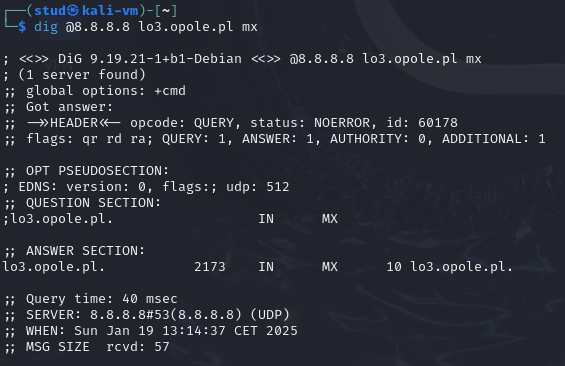 ┌──(stud㉿kali-vm)-[~]
└─$ dig @8.8.8.8 lo3.opole.pl mx

; <<>> DiG 9.19.21-1+b1-Debian <<>> @8.8.8.8 lo3.opole.pl mx
; (1 server found)
;; global options: +cmd
;; Got answer:
;; ->>HEADER<<- opcode: QUERY, status: NOERROR, id: 60178
;; flags: qr rd ra; QUERY: 1, ANSWER: 1, AUTHORITY: 0, ADDITIONAL: 1

;; OPT PSEUDOSECTION:
; EDNS: version: 0, flags:; udp: 512
;; QUESTION SECTION:
;lo3.opole.pl.                  IN      MX

;; ANSWER SECTION:
lo3.opole.pl.           2173    IN      MX      10 lo3.opole.pl.

;; Query time: 40 msec
;; SERVER: 8.8.8.8#53(8.8.8.8) (UDP)
;; WHEN: Sun Jan 19 13:14:37 CET 2025
;; MSG SIZE  rcvd: 57